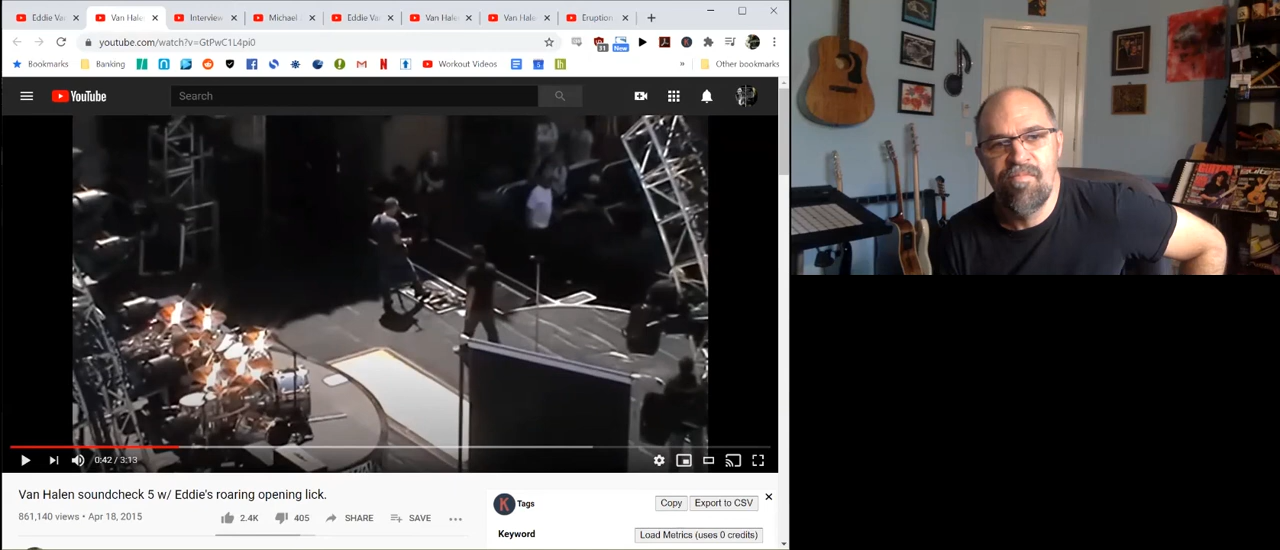 Eddie Va
Van Hale
Interview
Michael
Eddie Va
Van Hale
Van Hale
Eruption
youtube.com/watch?v=GtPwC1L4pi0
31
New
Bookmarks
Banking
Workout Videos
Other bookmarks
YouTube
Search
0:42 / 3:13
Van Halen soundcheck 5 w/ Eddie's roaring opening lick.
861,140 views • Apr 18, 2015
2.4K
405
SHARE
SAVE
K Tags
Copy
Export to CSV
Keyword
Load Metrics (uses 0 credits)